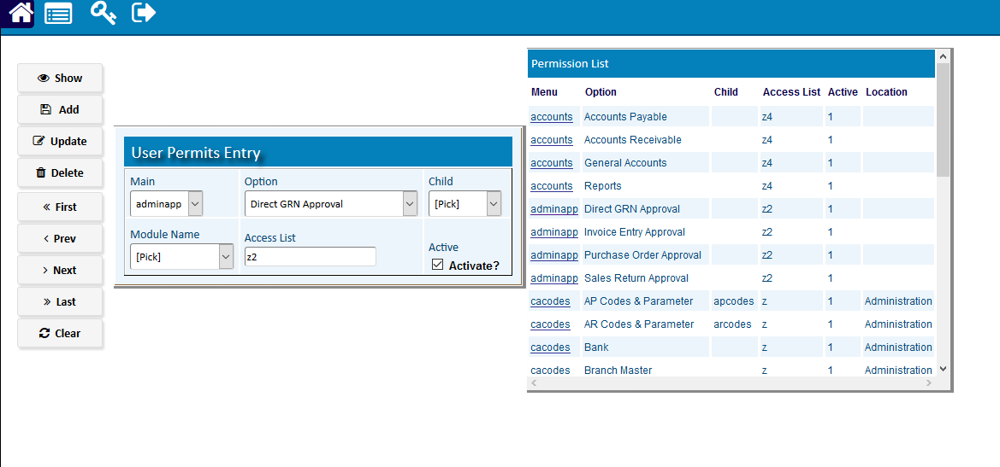 Show
Add
Update
Delete
First
Prev
Next
Last
Clear
User Permits Entry
Main Option Child
adminapp Direct GRN Approval [Pick]
Module Name Access List Active
[Pick] z2 Activate?
Permission List
Menu Option Child Access List Active Location
accounts Accounts Payable z4 1
accounts Accounts Receivable z4 1
accounts General Accounts z4 1
accounts Reports z4 1
adminapp Direct GRN Approval z2 1
adminapp Invoice Entry Approval z2 1
adminapp Purchase Order Approval z2 1
adminapp Sales Return Approval z2 1
cacodes AP Codes & Parameter apcodes z 1 Administration
cacodes AR Codes & Parameter arcodes z 1 Administration
cacodes Bank z 1 Administration
cacodes Branch Master z 1 Administration